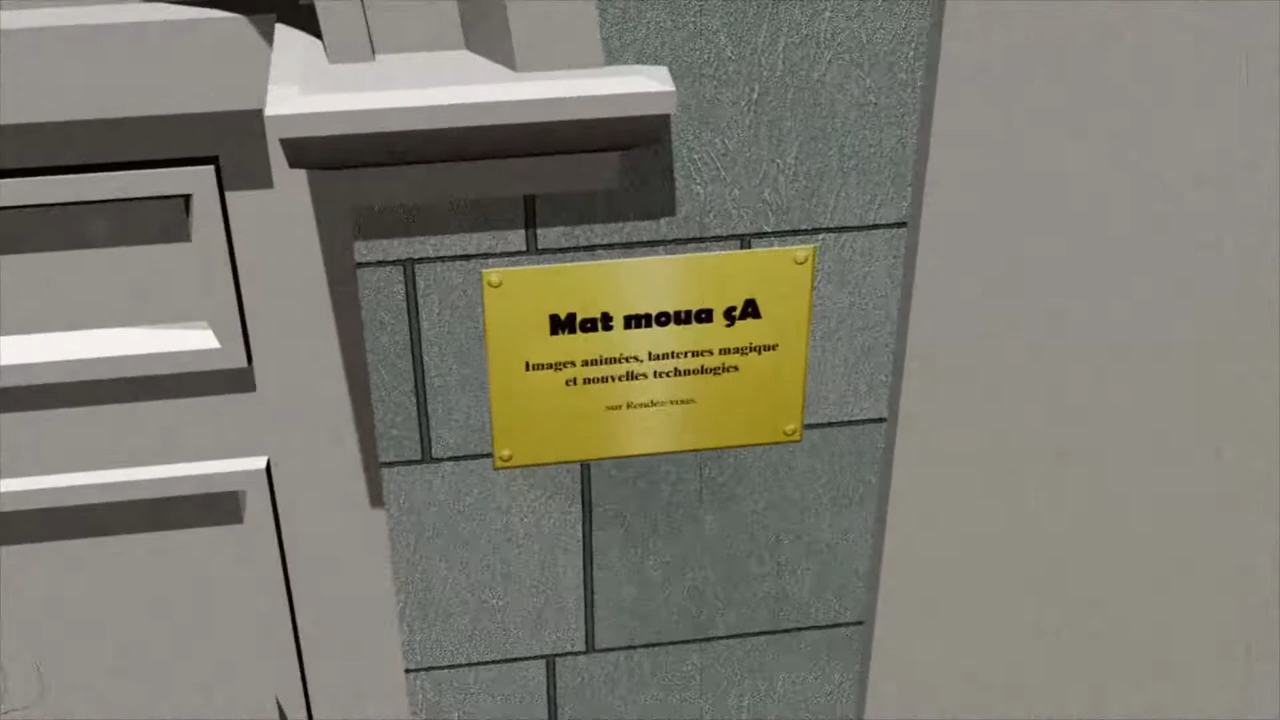 Mat moua çA
Images animées, lanternes magique
et nouvelles technologies
sur Rendez-vous.